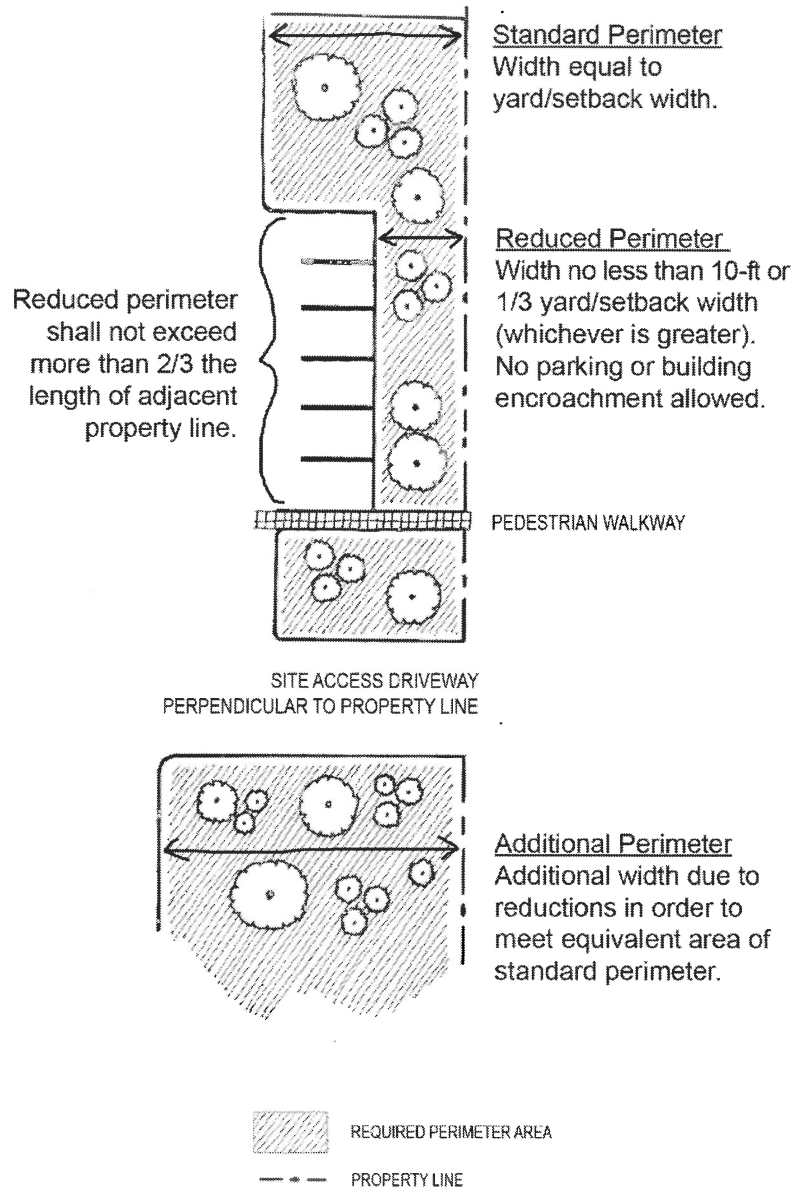 Standard Perimeter
Width equal to
yard/setback width.
Reduced Perimeter
Width no less than 10-ft or
1/3 yard/setback width
(whichever is greater).
No parking or building
encroachment allowed.
Reduced perimeter
shall not exceed
more than 2/3 the
length of adjacent
property line.
PEDESTRIAN WALKWAY
SITE ACCESS DRIVEWAY
PERPENDICULAR TO PROPERTY LINE
Additional Perimeter
Additional width due to
reductions in order to
meet equivalent area of
standard perimeter.
REQUIRED PERIMETER AREA
PROPERTY LINE